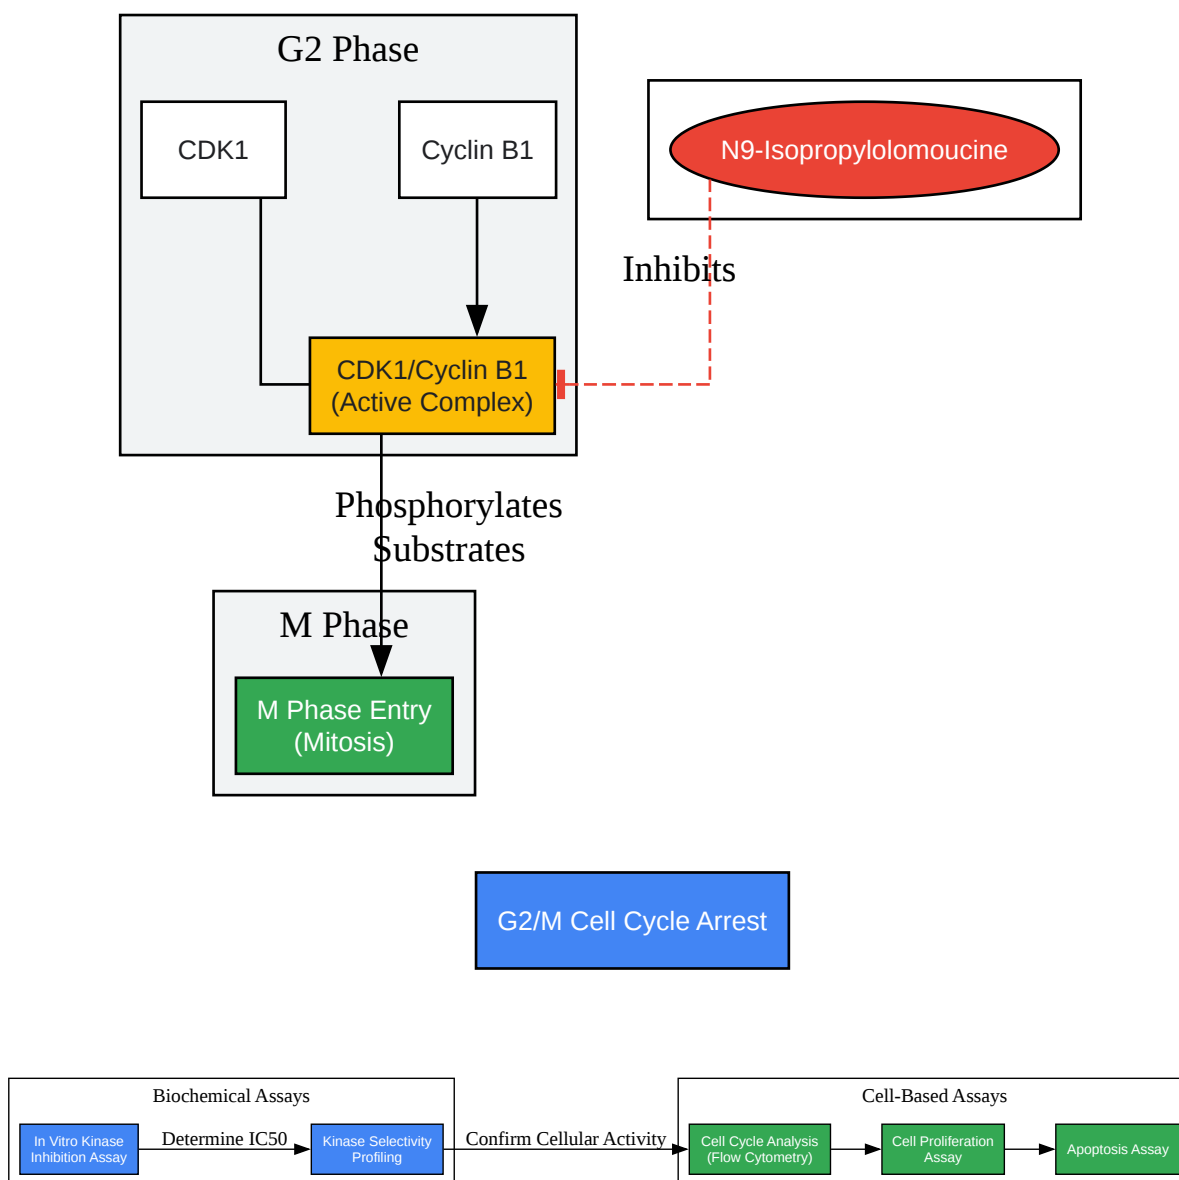 G2 Phase
CDK1
Cyclin B1
N9-Isopropylolomoucine
Inhibits
CDK1/Cyclin B1
(Active Complex)
Phosphorylates
Substrates
M Phase
M Phase Entry
(Mitosis)
G2/M Cell Cycle Arrest
Biochemical Assays
In Vitro Kinase
Inhibition Assay
Determine IC50
Kinase Selectivity
Profiling
Confirm Cellular Activity
Cell-Based Assays
Cell Cycle Analysis
(Flow Cytometry)
Cell Proliferation
Assay
Apoptosis Assay